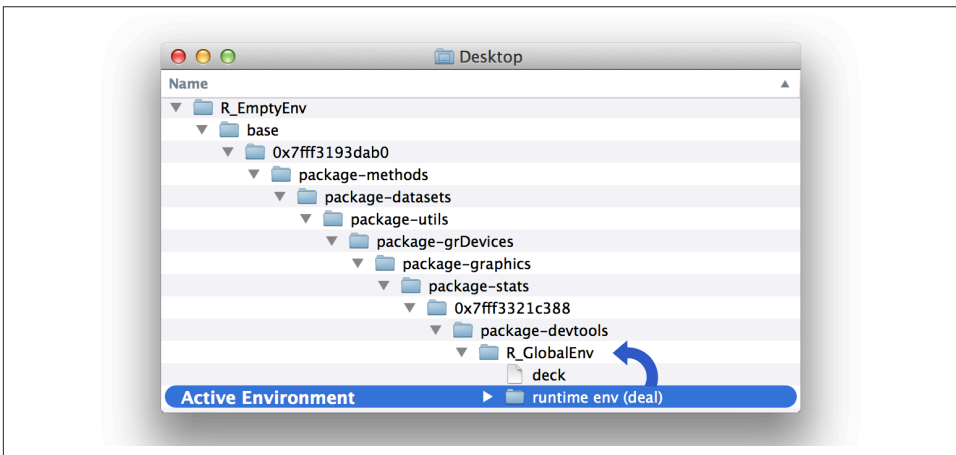 Desktop
Name
R_EmptyEnv
base
0x7fff3193dab0
package-methods
package-datasets
package-utils
package-grDevices
package-graphics
package-stats
0x7fff3321c388
package-devtools
R_GlobalEnv
deck
Active Environment runtime env (deal)